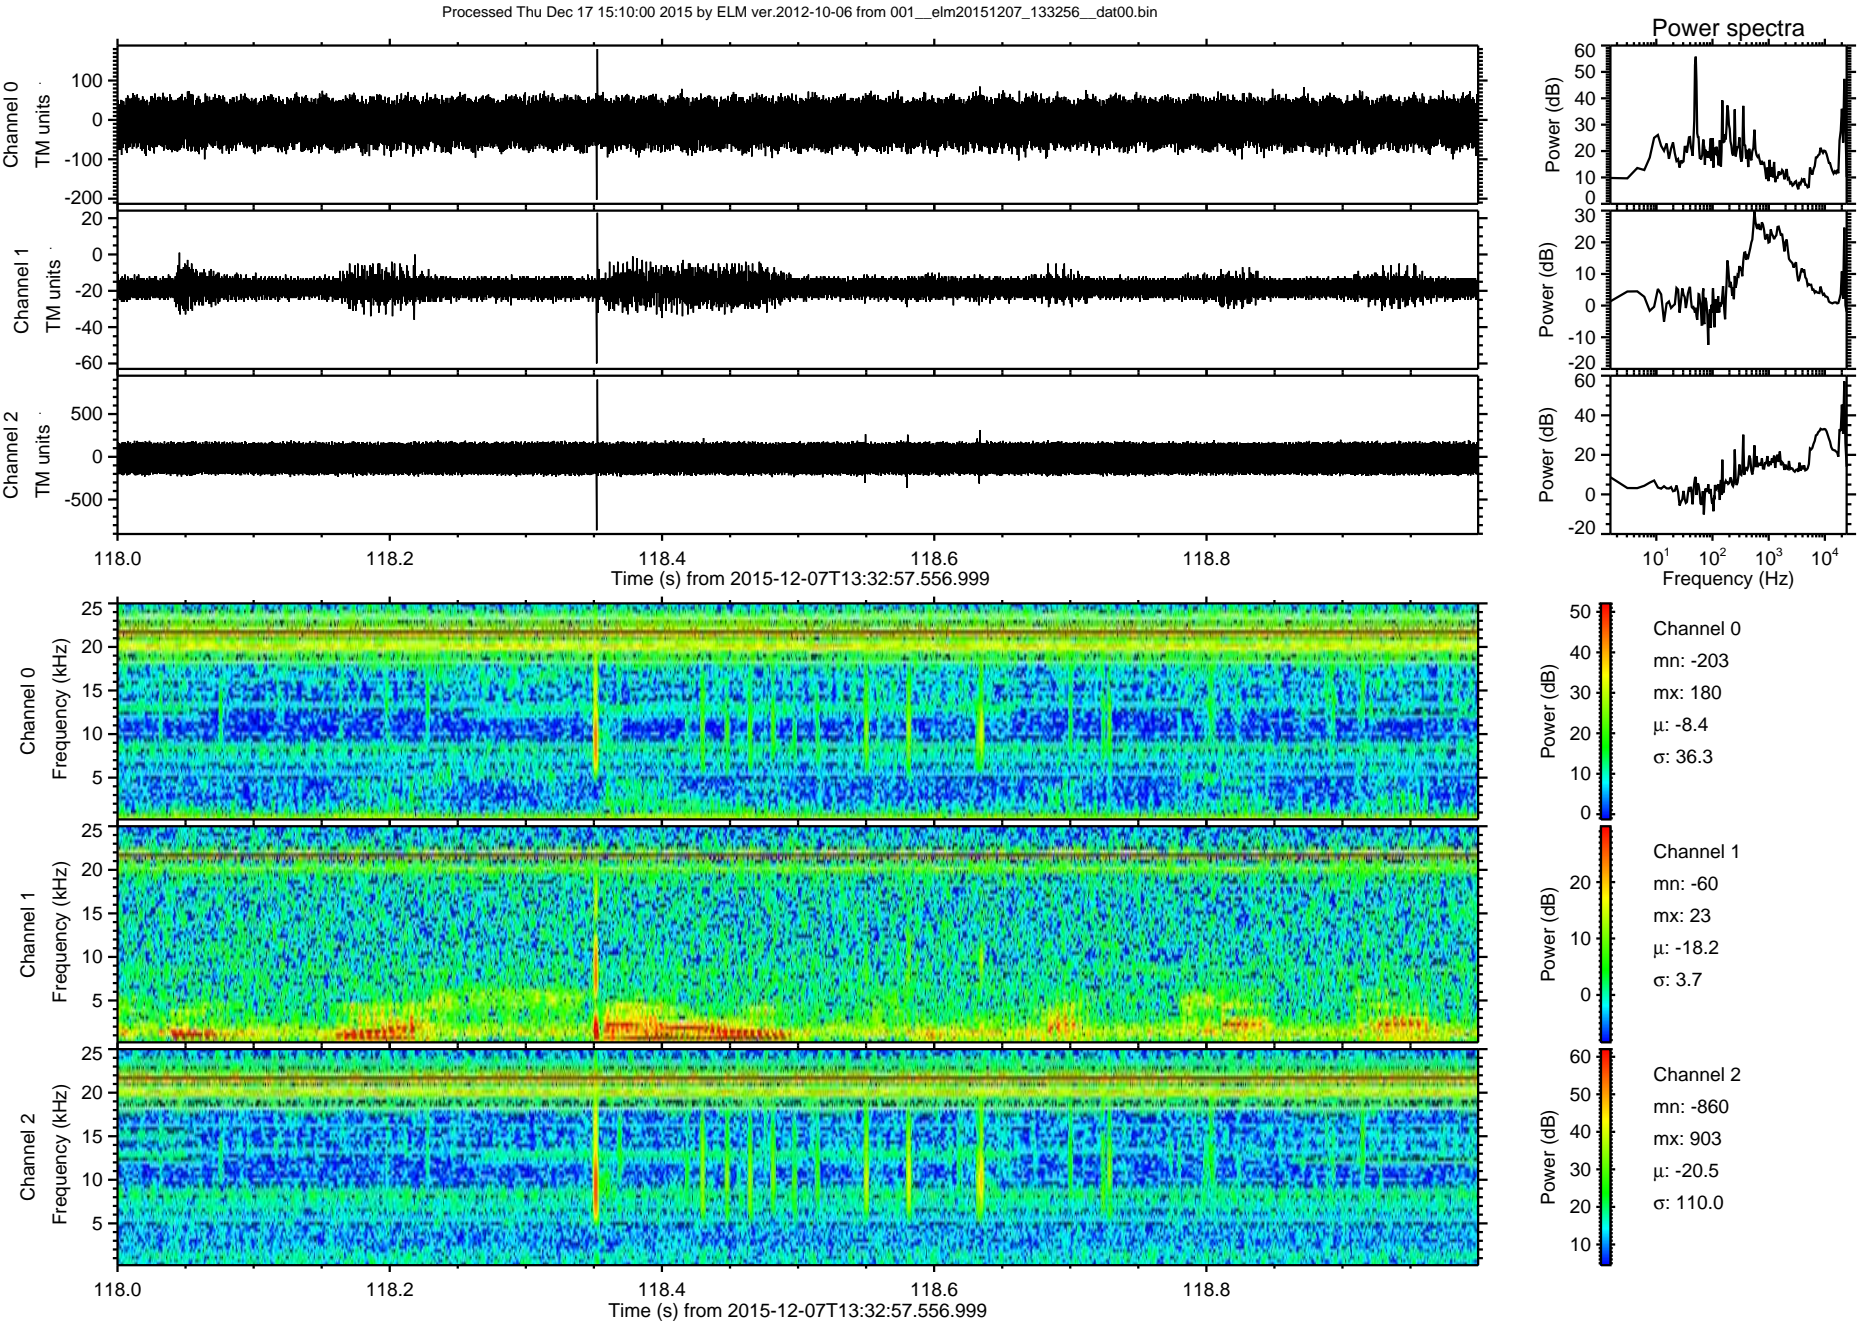 Processed Thu Dec 17 15:10:00 2015 by ELM ver.2012-10-06 from 001__elm20151207_133256__dat00.bin
Power spectra
Channel 0
TM units
100
0
-100
-200
Power (dB)
60
50
40
30
20
10
0
Channel 1
TM units
20
0
-20
-40
-60
Power (dB)
30
20
10
0
-10
-20
Channel 2
TM units
500
0
-500
Power (dB)
60
40
20
0
-20
118.0 118.2 118.4 118.6 118.8
Time (s) from 2015-12-07T13:32:57.556.999
10¹ 10² 10³ 10⁴
Frequency (Hz)
Channel 0
Frequency (kHz)
25
20
15
10
5
Power (dB)
50
40
30
20
10
0
Channel 0
mn: -203
mx: 180
μ: -8.4
σ: 36.3
Channel 1
Frequency (kHz)
25
20
15
10
5
Power (dB)
20
10
0
Channel 1
mn: -60
mx: 23
μ: -18.2
σ: 3.7
Channel 2
Frequency (kHz)
25
20
15
10
5
Power (dB)
60
50
40
30
20
10
Channel 2
mn: -860
mx: 903
μ: -20.5
σ: 110.0
118.0 118.2 118.4 118.6 118.8
Time (s) from 2015-12-07T13:32:57.556.999